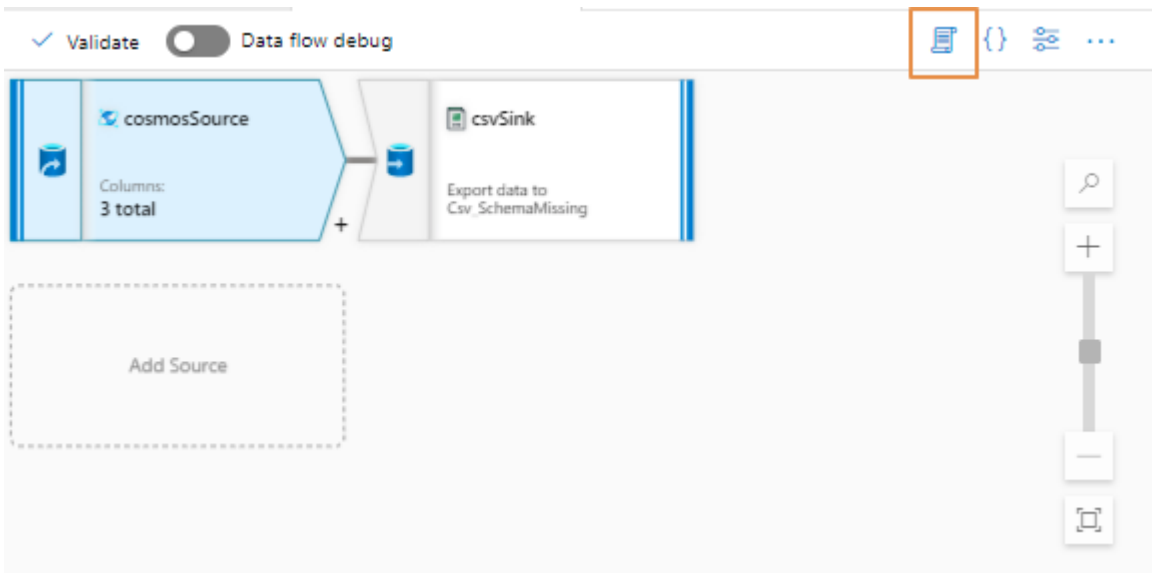 Validate
Data flow debug
{}
...
cosmosSource
Columns:
3 total
+
csvSink
Export data to
Csv_SchemaMissing
Add Source